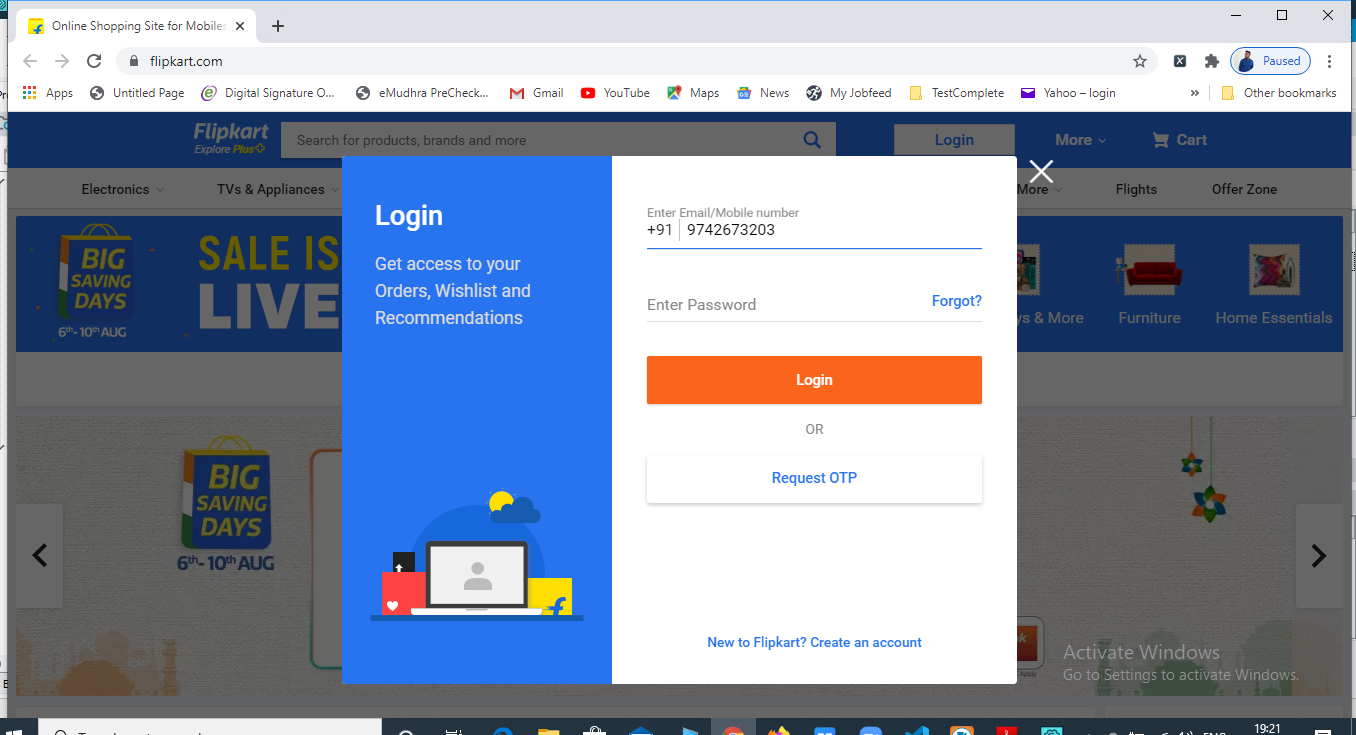 Online Shopping Site for Mobiles
flipkart.com
Paused
Apps
Untitled Page
Digital Signature O...
eMudhra PreCheck...
Gmail
YouTube
Maps
News
My Jobfeed
TestComplete
Yahoo – login
»
Other bookmarks
Flipkart
Explore Plus
Search for products, brands and more
Login
More
Cart
Electronics
TVs & Appliances
More
Flights
Offer Zone
BIG
SAVING
DAYS
6th-10th AUG
SALE IS
LIVE
ys & More
Furniture
Home Essentials
Login
Get access to your
Orders, Wishlist and
Recommendations
Enter Email/Mobile number
+91 9742673203
Enter Password
Forgot?
Login
OR
Request OTP
New to Flipkart? Create an account
BIG
SAVING
DAYS
6th-10th AUG
Activate Windows
Go to Settings to activate Windows.
19:21